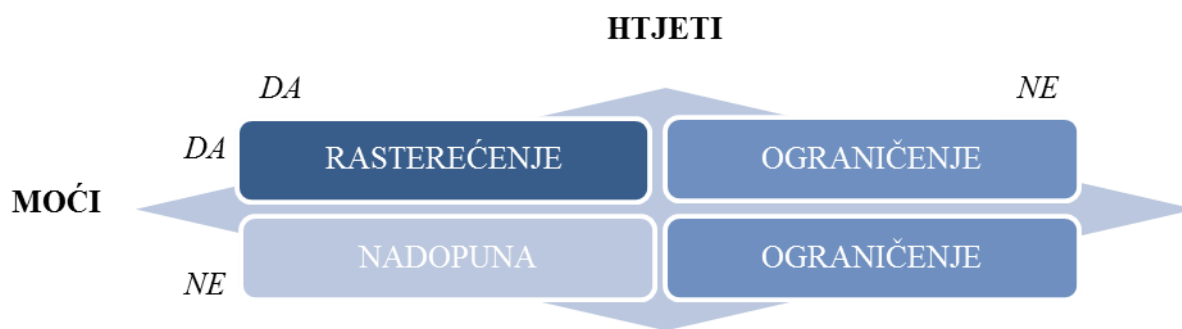 HTJETI
DA NE
DA RASTEREĆENJE OGRANIČENJE
MOĆI
NADOPUNA OGRANIČENJE
NE